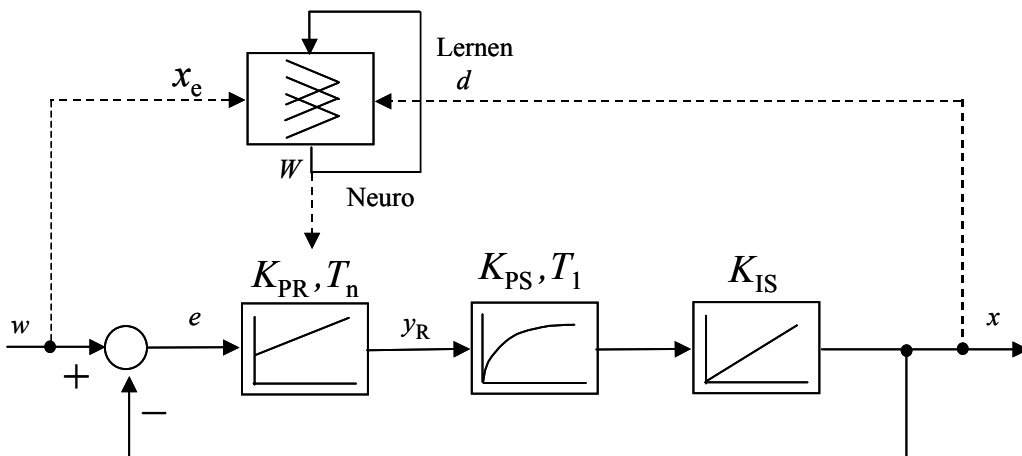 Lernen
x_e
d
W
Neuro
K_PR , T_n
K_PS , T_1
K_IS
w
e
y_R
x
+
−